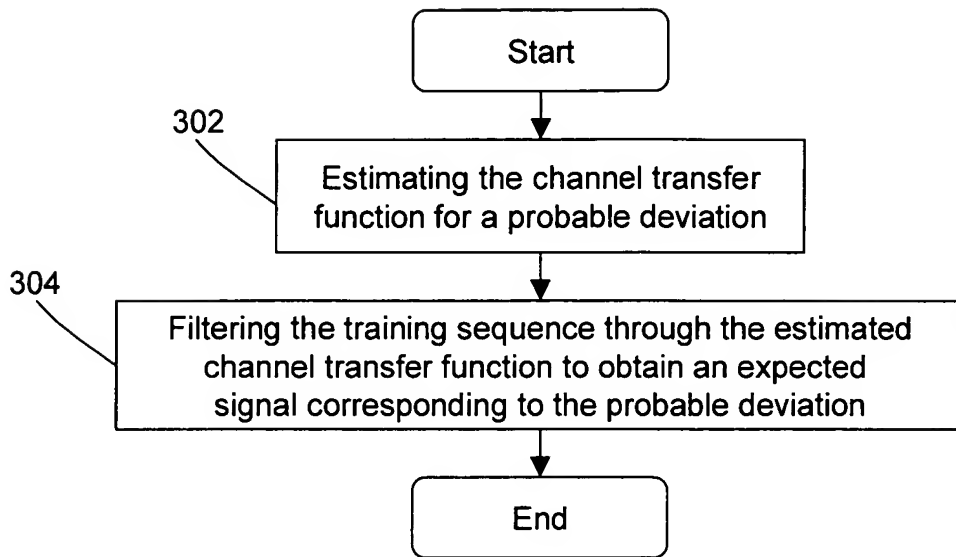 Start
302
Estimating the channel transfer
function for a probable deviation
304
Filtering the training sequence through the estimated
channel transfer function to obtain an expected
signal corresponding to the probable deviation
End